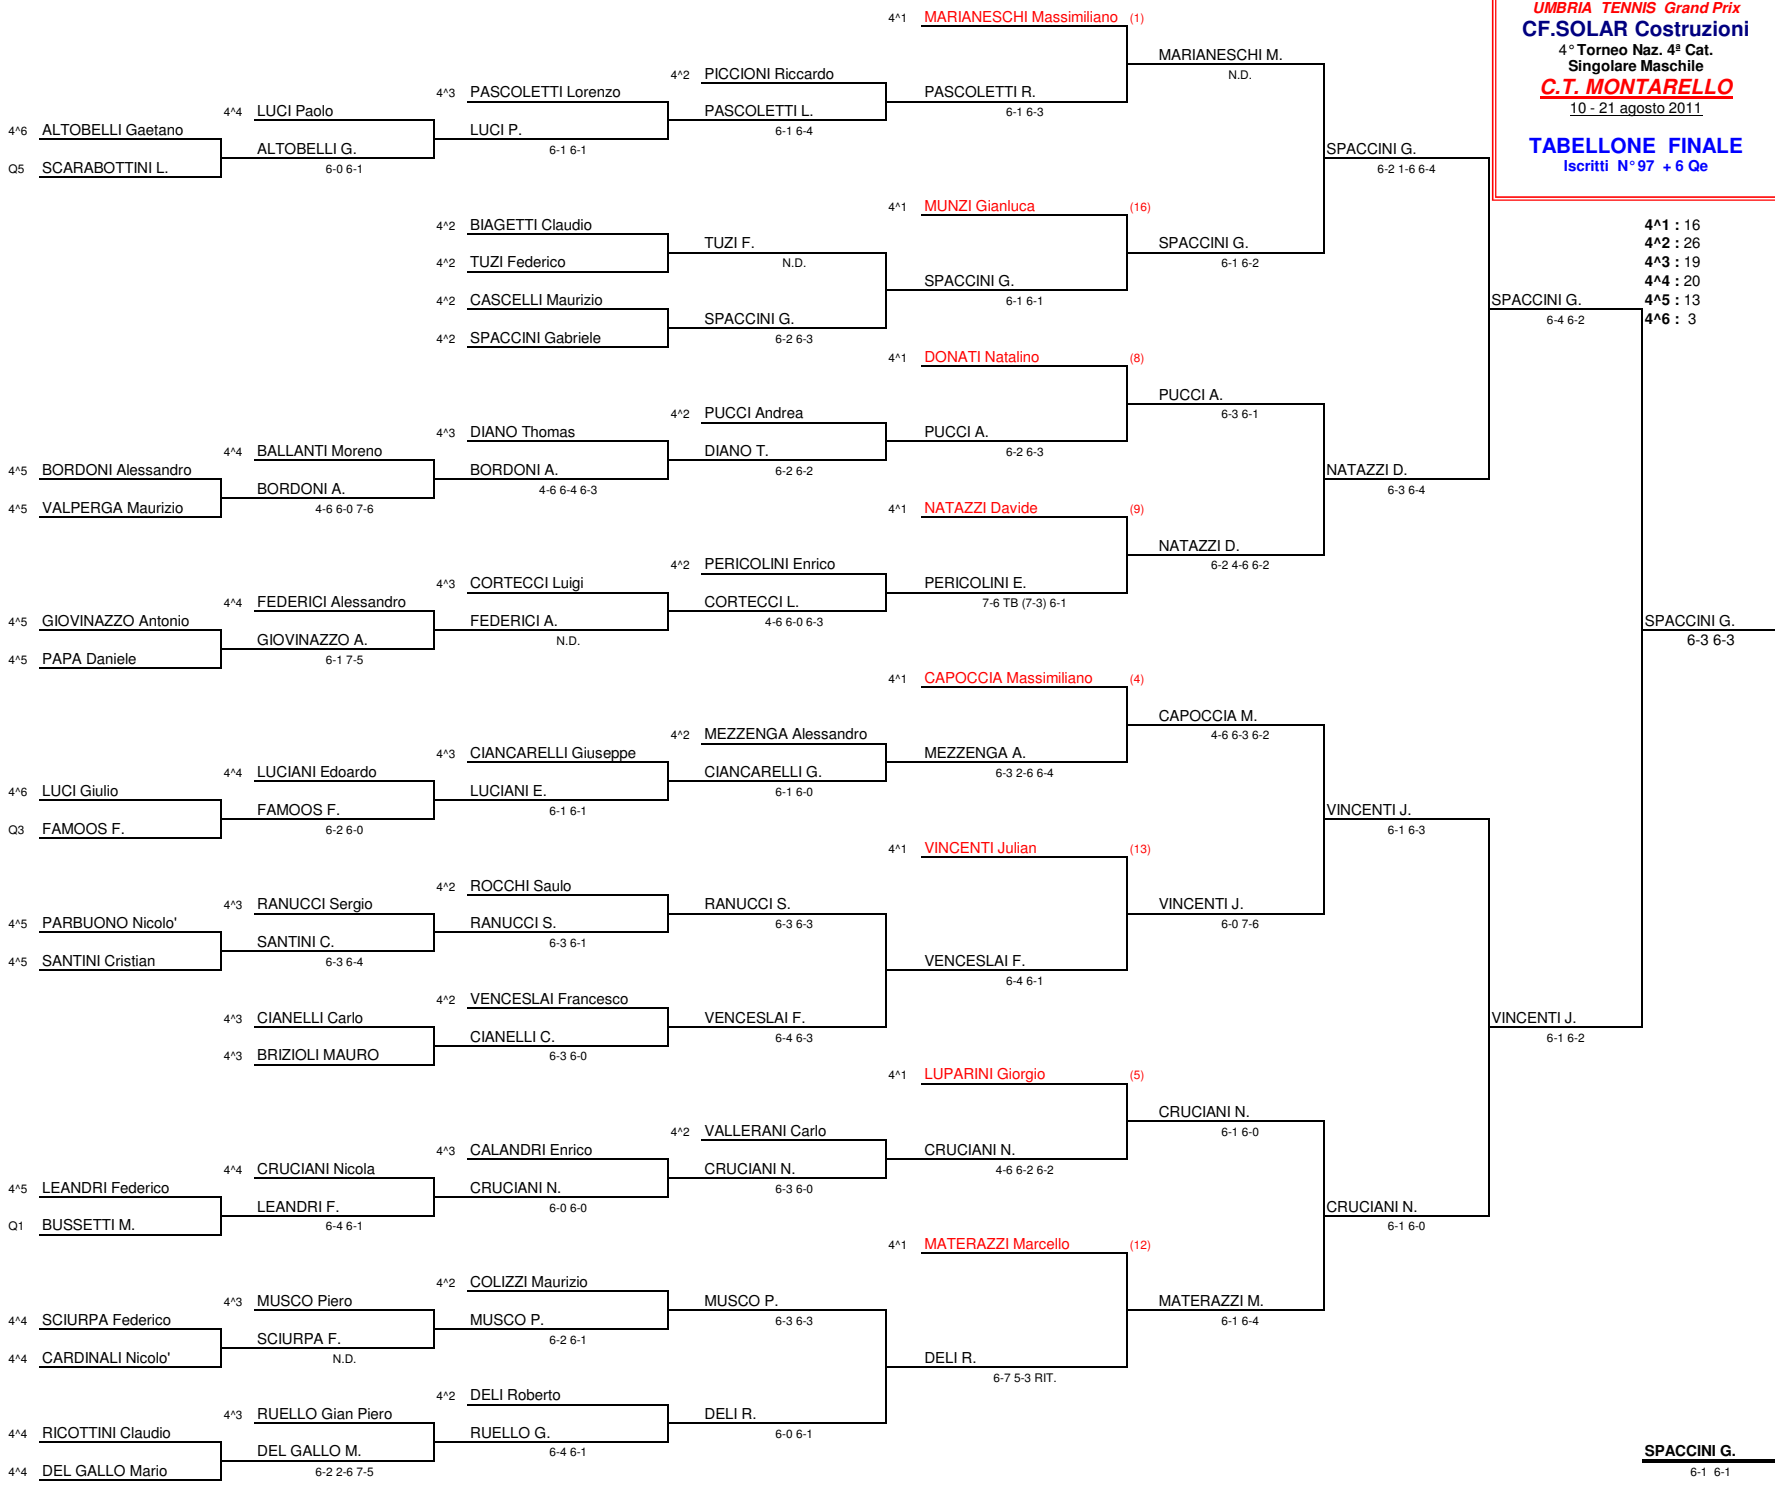 UMBRIA TENNIS Grand Prix
CF.SOLAR Costruzioni
4° Torneo Naz. 4ª Cat.
Singolare Maschile
C.T. MONTARELLO
10 - 21 agosto 2011
TABELLONE FINALE
Iscritti N° 97 + 6 Qe
4^1 : 16
4^2 : 26
4^3 : 19
4^4 : 20
4^5 : 13
4^6 : 3
4^6 ALTOBELLI Gaetano
Q5 SCARABOTTINI L.
4^5 BORDONI Alessandro
4^5 VALPERGA Maurizio
4^5 GIOVINAZZO Antonio
4^5 PAPA Daniele
4^6 LUCI Giulio
Q3 FAMOOS F.
4^5 PARBUONO Nicolo'
4^5 SANTINI Cristian
4^5 LEANDRI Federico
Q1 BUSSETTI M.
4^4 SCIURPA Federico
4^4 CARDINALI Nicolo'
4^4 RICOTTINI Claudio
4^4 DEL GALLO Mario
4^4 LUCI Paolo
ALTOBELLI G.
6-0 6-1
4^4 BALLANTI Moreno
BORDONI A.
4-6 6-0 7-6
4^4 FEDERICI Alessandro
GIOVINAZZO A.
6-1 7-5
4^4 LUCIANI Edoardo
FAMOOS F.
6-2 6-0
4^3 RANUCCI Sergio
SANTINI C.
6-3 6-4
4^3 CIANELLI Carlo
4^3 BRIZIOLI MAURO
4^4 CRUCIANI Nicola
LEANDRI F.
6-4 6-1
4^3 MUSCO Piero
SCIURPA F.
N.D.
4^3 RUELLO Gian Piero
DEL GALLO M.
6-2 2-6 7-5
4^3 PASCOLETTI Lorenzo
LUCI P.
6-1 6-1
4^2 BIAGETTI Claudio
4^2 TUZI Federico
4^2 CASCELLI Maurizio
4^2 SPACCINI Gabriele
4^3 DIANO Thomas
BORDONI A.
4-6 6-4 6-3
4^3 CORTECCI Luigi
FEDERICI A.
N.D.
4^3 CIANCARELLI Giuseppe
LUCIANI E.
6-1 6-1
4^2 ROCCHI Saulo
RANUCCI S.
6-3 6-1
4^2 VENCESLAI Francesco
CIANELLI C.
6-3 6-0
4^3 CALANDRI Enrico
CRUCIANI N.
6-0 6-0
4^2 COLIZZI Maurizio
MUSCO P.
6-2 6-1
4^2 DELI Roberto
RUELLO G.
6-4 6-1
4^2 PICCIONI Riccardo
PASCOLETTI L.
6-1 6-4
TUZI F.
N.D.
SPACCINI G.
6-2 6-3
4^2 PUCCI Andrea
DIANO T.
6-2 6-2
4^2 PERICOLINI Enrico
CORTECCI L.
4-6 6-0 6-3
4^2 MEZZENGA Alessandro
CIANCARELLI G.
6-1 6-0
RANUCCI S.
6-3 6-3
VENCESLAI F.
6-4 6-3
4^2 VALLERANI Carlo
CRUCIANI N.
6-3 6-0
MUSCO P.
6-3 6-3
DELI R.
6-0 6-1
4^1 MARIANESCHI Massimiliano (1)
PASCOLETTI R.
6-1 6-3
4^1 MUNZI Gianluca (16)
SPACCINI G.
6-1 6-1
4^1 DONATI Natalino (8)
PUCCI A.
6-2 6-3
4^1 NATAZZI Davide (9)
PERICOLINI E.
7-6 TB (7-3) 6-1
4^1 CAPOCCIA Massimiliano (4)
MEZZENGA A.
6-3 2-6 6-4
4^1 VINCENTI Julian (13)
VENCESLAI F.
6-4 6-1
4^1 LUPARINI Giorgio (5)
CRUCIANI N.
4-6 6-2 6-2
4^1 MATERAZZI Marcello (12)
DELI R.
6-7 5-3 RIT.
MARIANESCHI M.
N.D.
SPACCINI G.
6-1 6-2
PUCCI A.
6-3 6-1
NATAZZI D.
6-2 4-6 6-2
CAPOCCIA M.
4-6 6-3 6-2
VINCENTI J.
6-0 7-6
CRUCIANI N.
6-1 6-0
MATERAZZI M.
6-1 6-4
SPACCINI G.
6-2 1-6 6-4
NATAZZI D.
6-3 6-4
VINCENTI J.
6-1 6-3
CRUCIANI N.
6-1 6-0
SPACCINI G.
6-4 6-2
VINCENTI J.
6-1 6-2
SPACCINI G.
6-3 6-3
SPACCINI G.
6-1 6-1